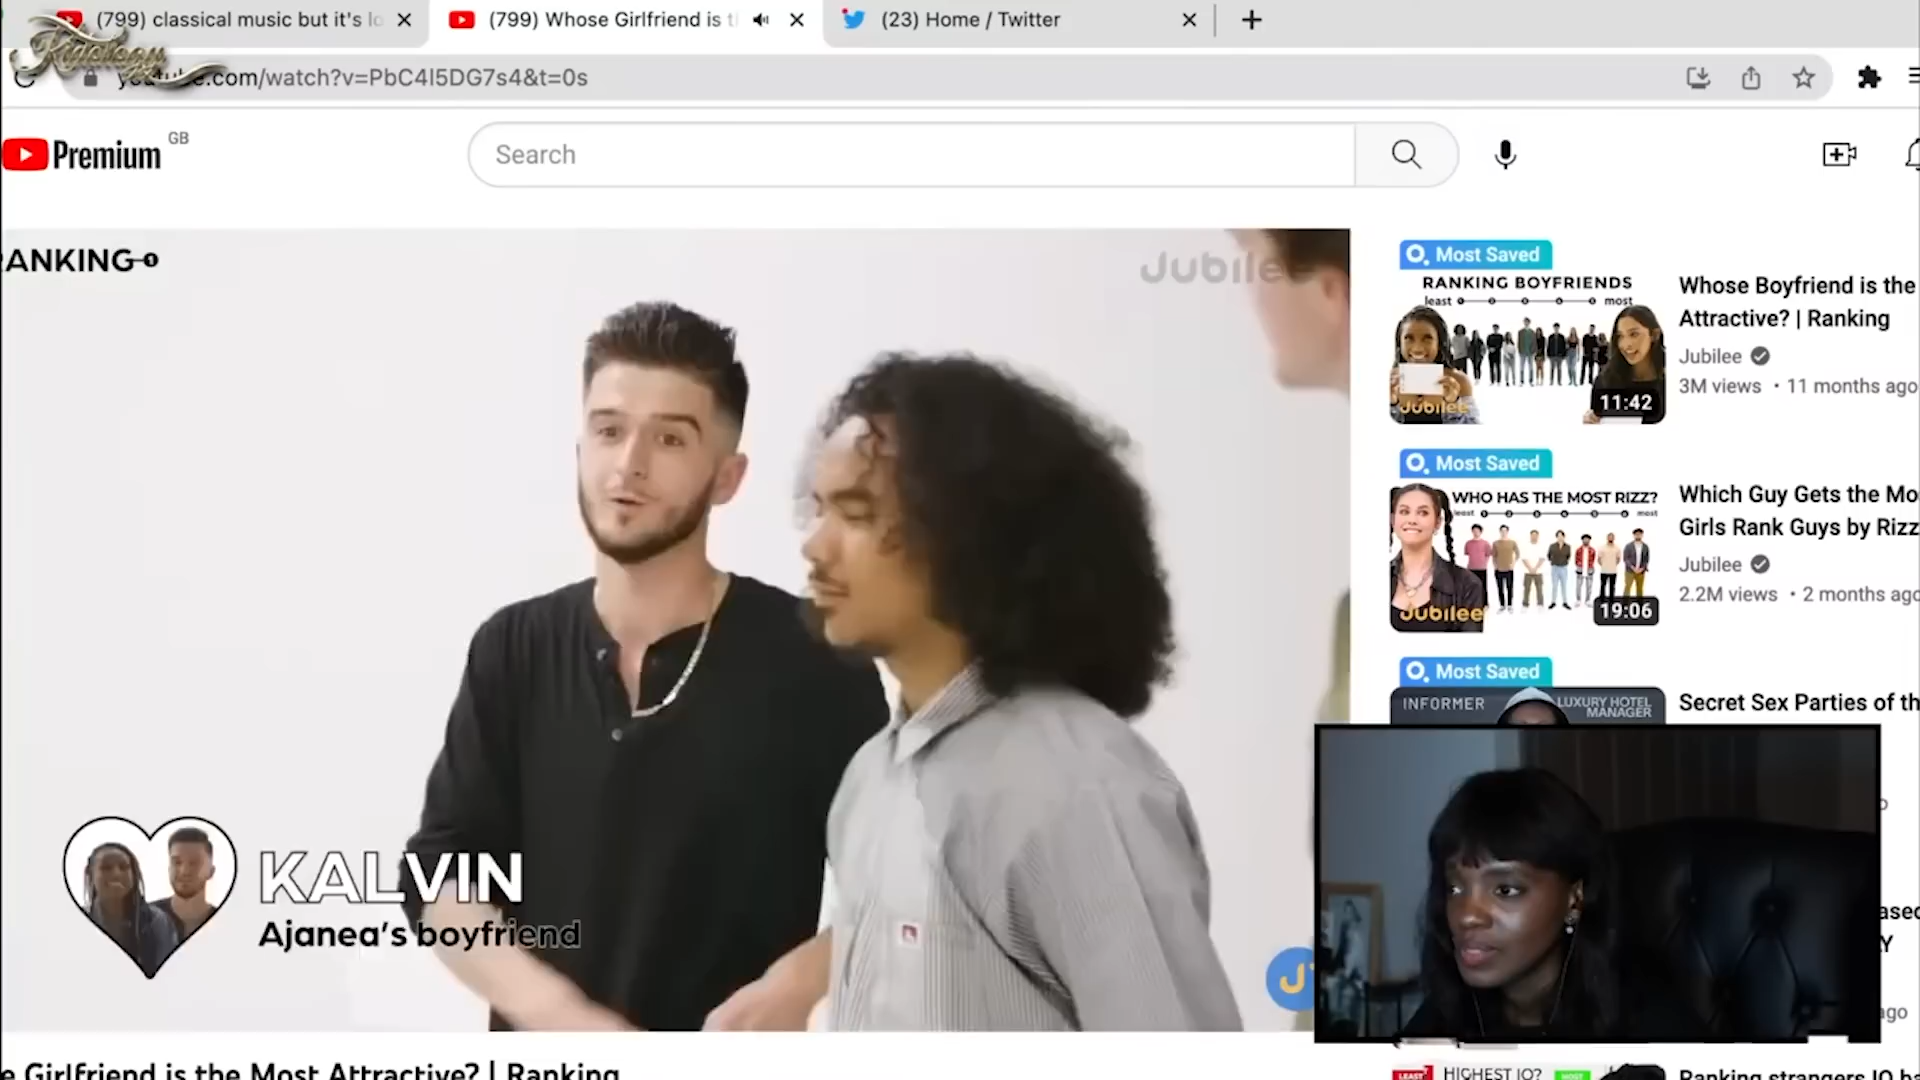 (799) classical music but it's lo
(799) Whose Girlfriend is t
(23) Home / Twitter
Kidology
youtube.com/watch?v=PbC4l5DG7s4&t=0s
Premium
GB
Search
RANKING
Jubilee
KALVIN
Ajanea's boyfriend
e Girlfriend is the Most Attractive? | Ranking
Most Saved
RANKING BOYFRIENDS
least
most
Jubilee
11:42
Whose Boyfriend is the
Attractive? | Ranking
Jubilee
3M views • 11 months ago
Most Saved
WHO HAS THE MOST RIZZ?
least
most
Jubilee
19:06
Which Guy Gets the Mo
Girls Rank Guys by Rizz
Jubilee
2.2M views • 2 months ago
Most Saved
INFORMER
LUXURY HOTEL
MANAGER
Secret Sex Parties of th
ased
Y
ago
LEAST
HIGHEST IQ?
MOST
Ranking strangers IQ ba